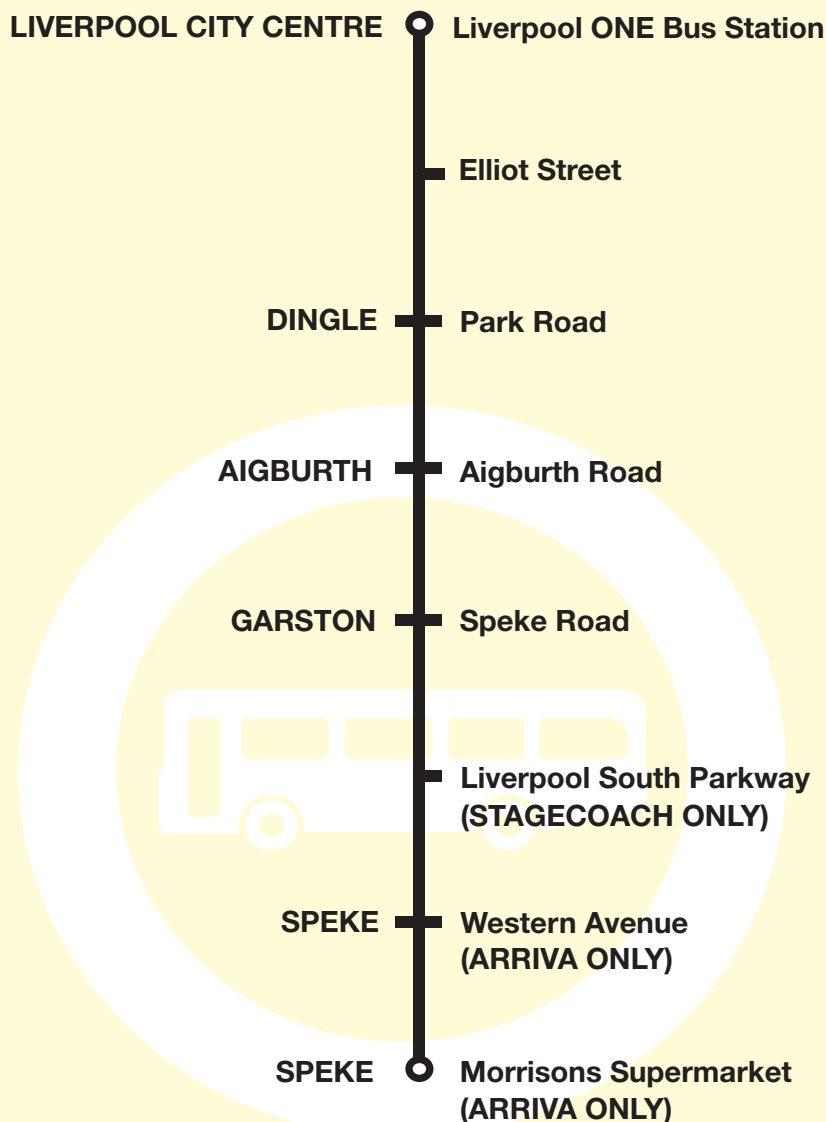 LIVERPOOL CITY CENTRE Liverpool ONE Bus Station
Elliot Street
DINGLE Park Road
AIGBURTH Aigburth Road
GARSTON Speke Road
Liverpool South Parkway
(STAGECOACH ONLY)
SPEKE Western Avenue
(ARRIVA ONLY)
SPEKE Morrisons Supermarket
(ARRIVA ONLY)